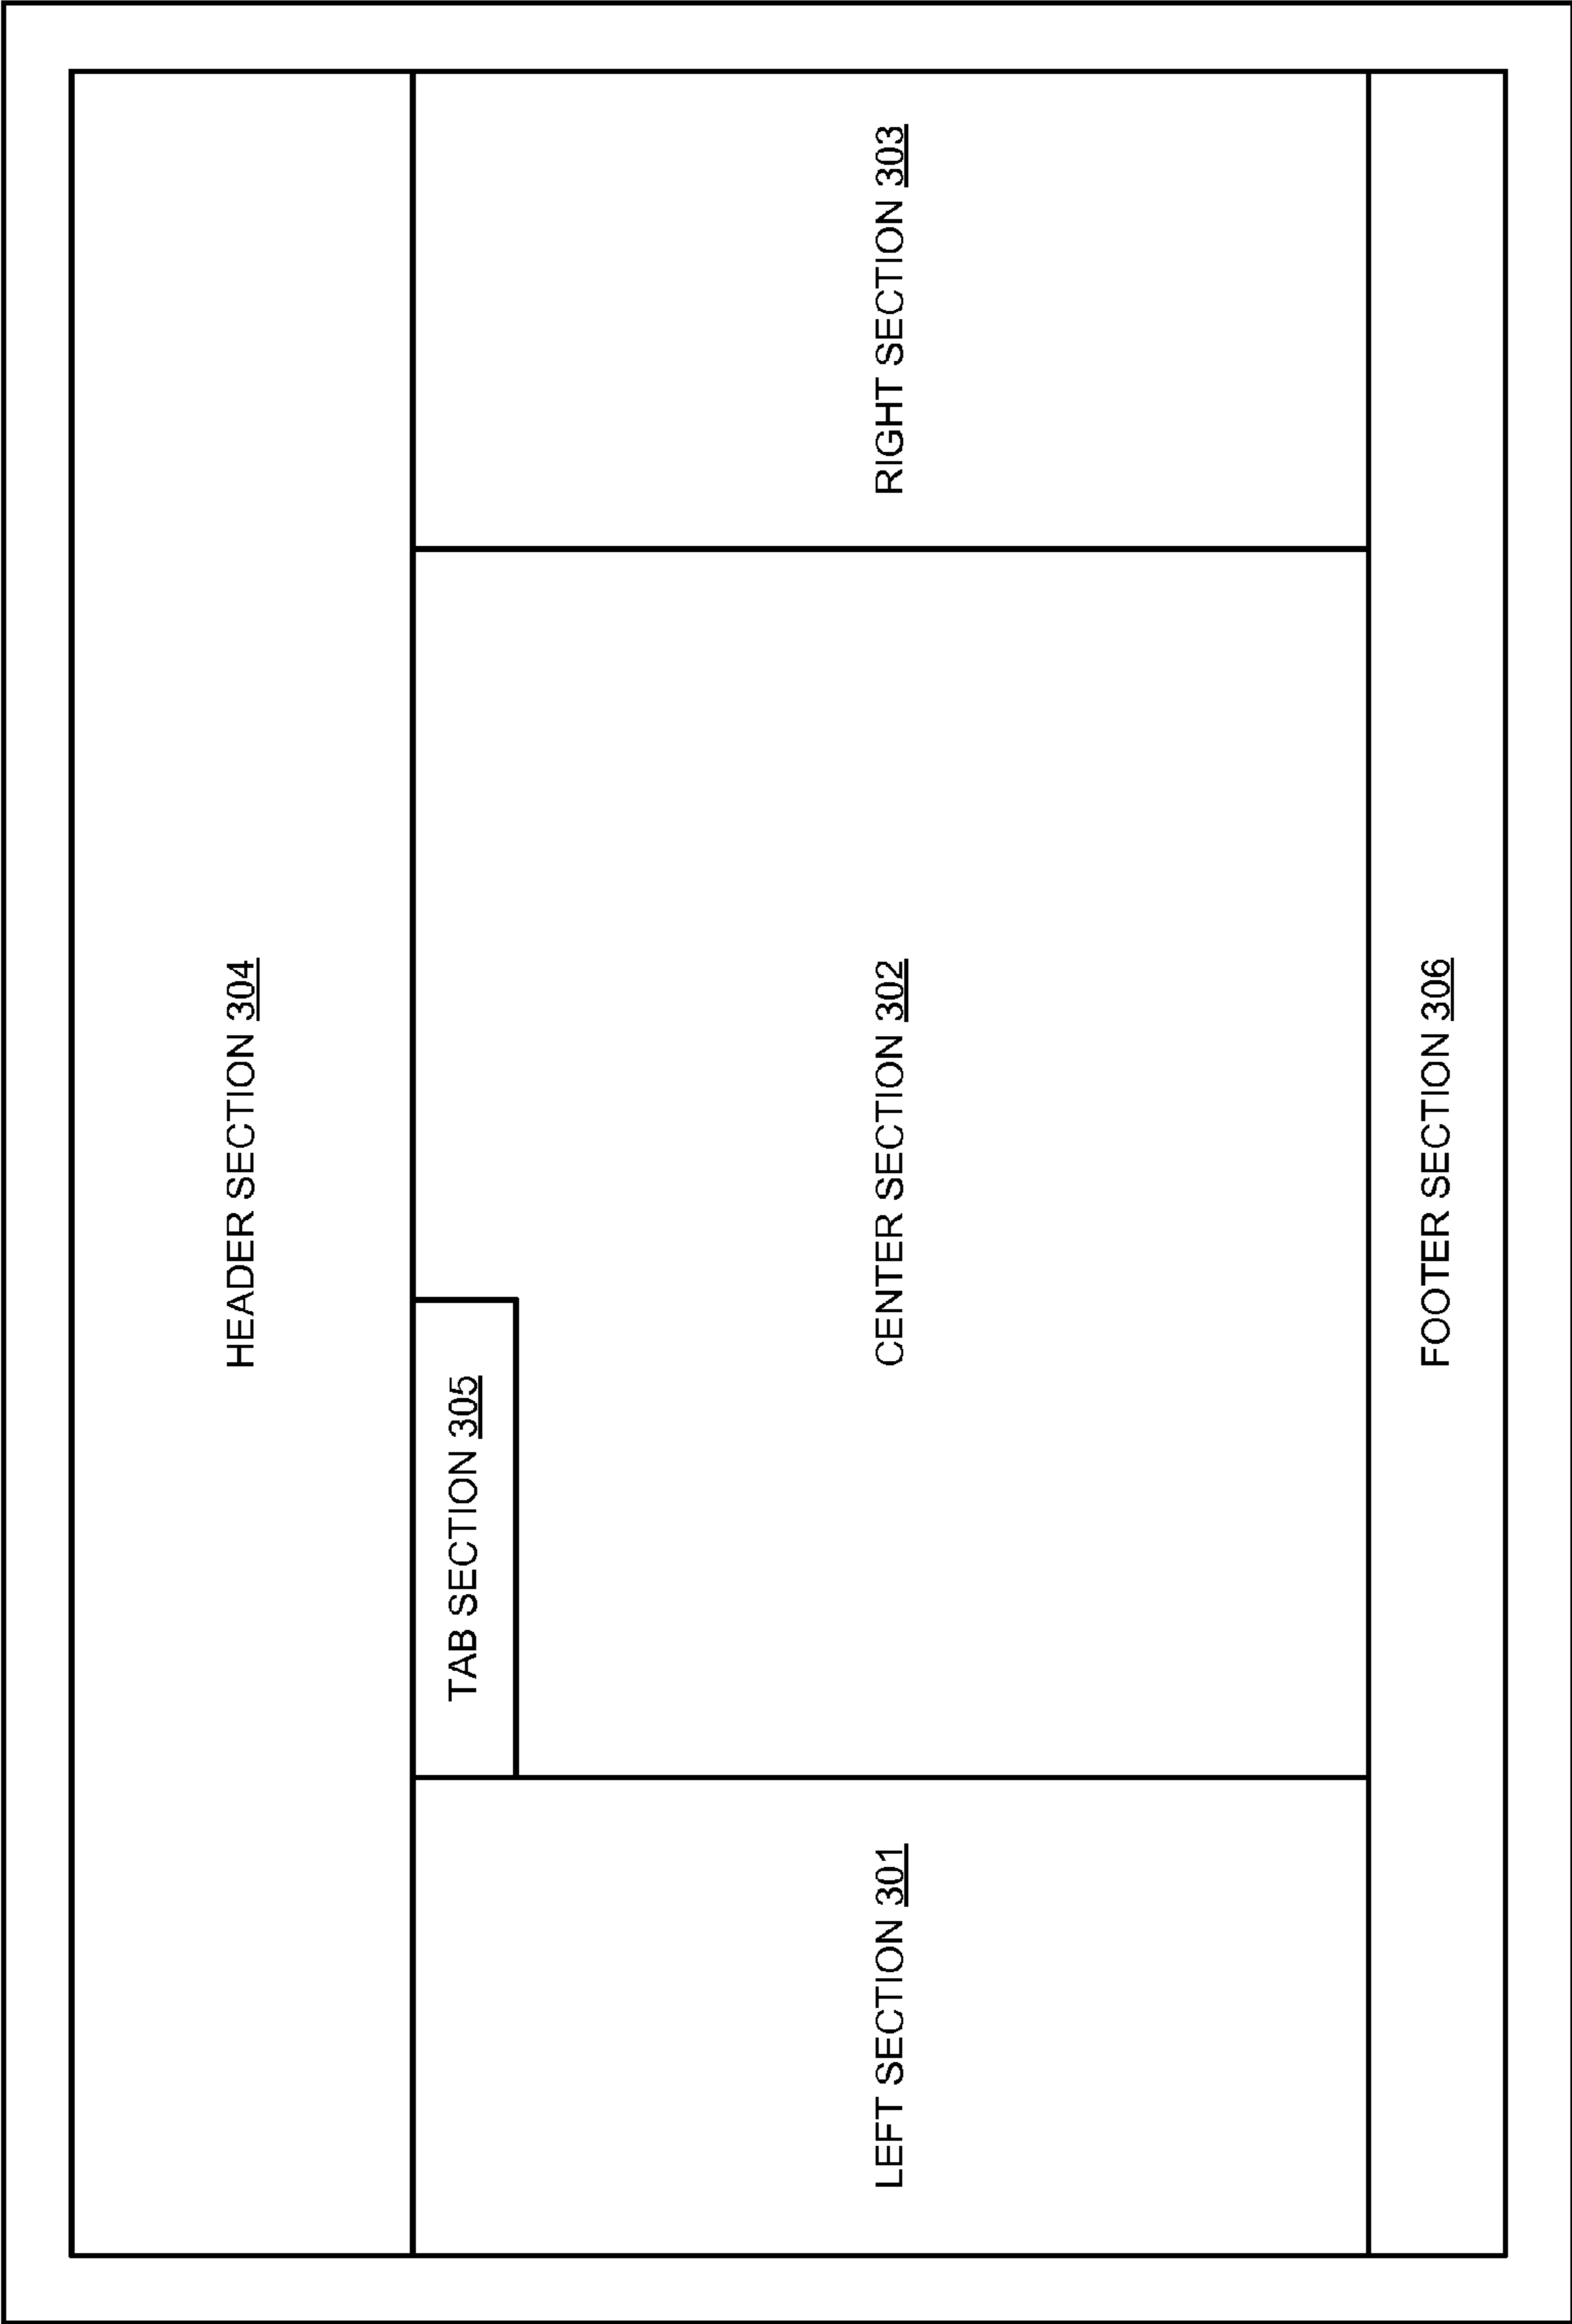 HEADER SECTION 304
TAB SECTION 305
LEFT SECTION 301
CENTER SECTION 302
RIGHT SECTION 303
FOOTER SECTION 306